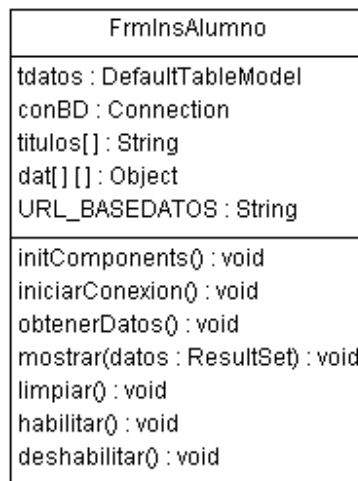 FrmInsAlumno
tdatos : DefaultTableModel
conBD : Connection
titulos[ ] : String
dat[ ] [ ] : Object
URL_BASEDATOS : String
initComponents() : void
iniciarConexion() : void
obtenerDatos() : void
mostrar(datos : ResultSet) : void
limpiar() : void
habilitar() : void
deshabilitar() : void